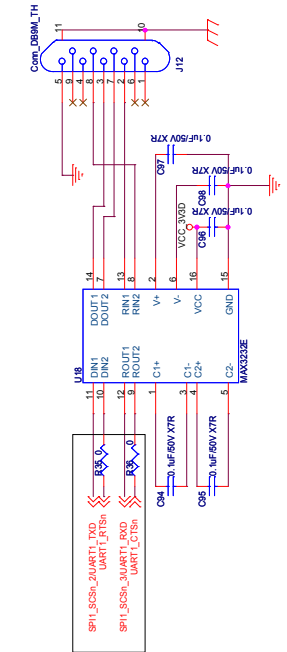 11
10
Conn_DB9M_TH
J12
5
9
4
8
3
7
2
6
1
C97
0.1uF/50V X7R
C98
0.1uF/50V X7R
VCC_3V3D
C96
0.1uF/50V X7R
14
7
13
8
2
6
16
15
DOUT1
DOUT2
RIN1
RIN2
V+
V-
VCC
GND
DIN1
DIN2
ROUT1
ROUT2
C1+
C1-
C2+
C2-
U18
MAX3232E
11
10
12
9
1
3
4
5
R35
0
R36
0
C94
0.1uF/50V X7R
C95
0.1uF/50V X7R
SPI1_SCSn_2/UART1_TXD
UART1_RTSn
SPI1_SCSn_3/UART1_RXD
UART1_CTSn